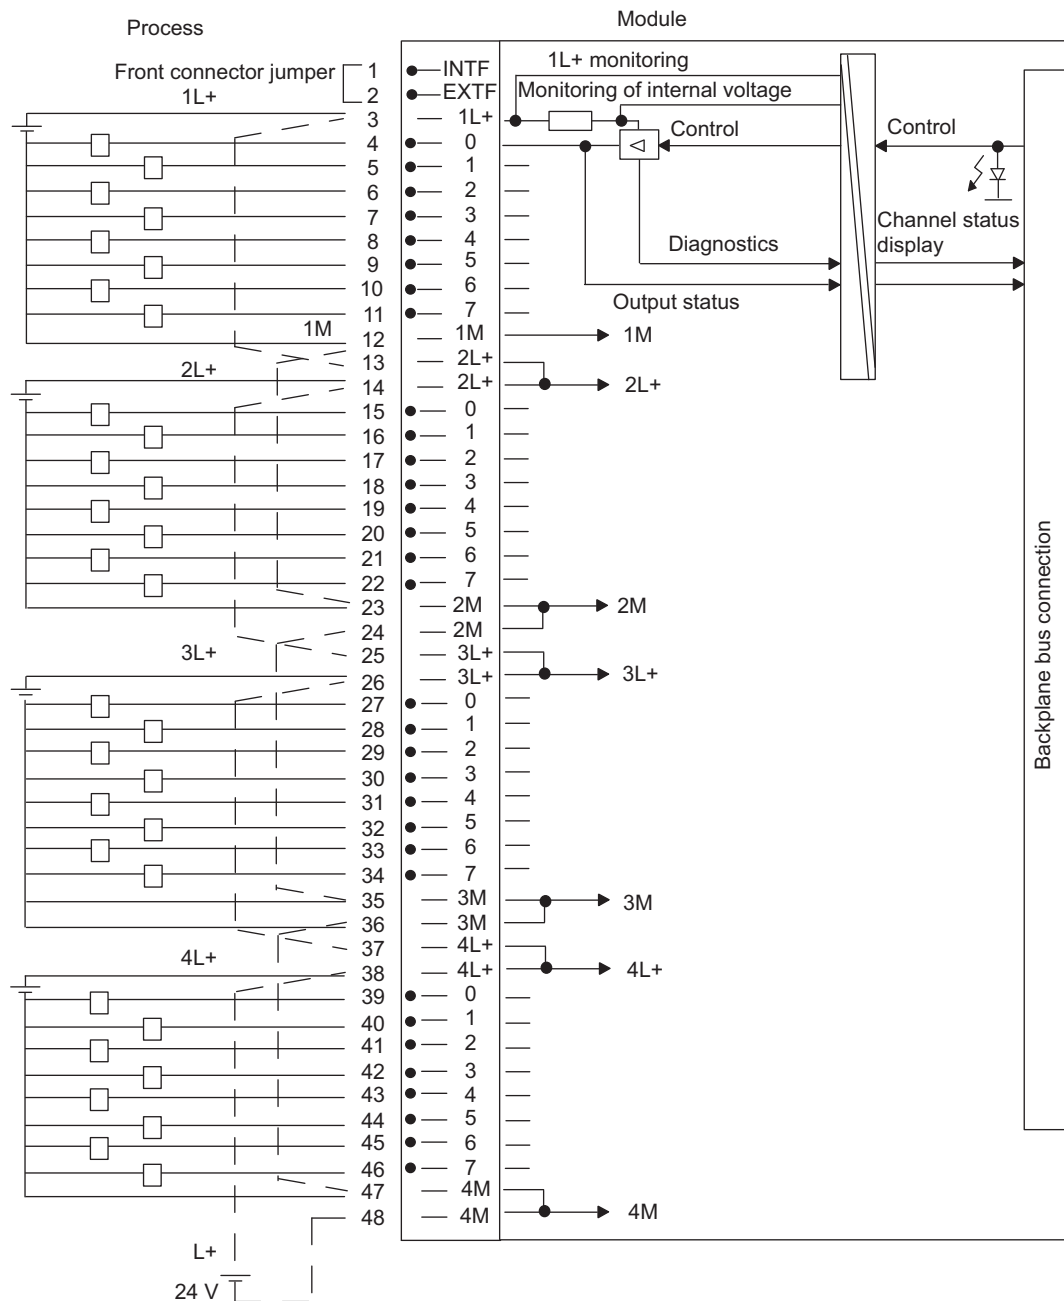 Process
Module
Front connector jumper
1 INTF
2 EXTF
1L+
3 1L+
4 0
5 1
6 2
7 3
8 4
9 5
10 6
11 7
1M
12 1M
13 2L+
2L+
14 2L+
15 0
16 1
17 2
18 3
19 4
20 5
21 6
22 7
23 2M
24 2M
25 3L+
3L+
26 3L+
27 0
28 1
29 2
30 3
31 4
32 5
33 6
34 7
35 3M
36 3M
37 4L+
4L+
38 4L+
39 0
40 1
41 2
42 3
43 4
44 5
45 6
46 7
47 4M
48 4M
L+
24 V
1L+ monitoring
Monitoring of internal voltage
Control
Control
Channel status
display
Diagnostics
Output status
1M
2L+
2M
3L+
3M
4L+
4M
Backplane bus connection